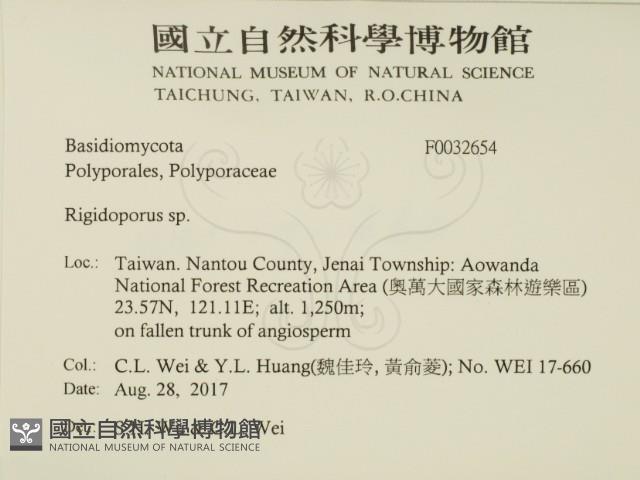 國立自然科學博物館
NATIONAL MUSEUM OF NATURAL SCIENCE
TAICHUNG, TAIWAN, R.O.CHINA
Basidiomycota F0032654
Polyporales, Polyporaceae
Rigidoporus sp.
Loc.: Taiwan. Nantou County, Jenai Township: Aowanda
National Forest Recreation Area (奧萬大國家森林遊樂區)
23.57N, 121.11E; alt. 1,250m;
on fallen trunk of angiosperm
Col.: C.L. Wei & Y.L. Huang(魏佳玲, 黃俞菱); No. WEI 17-660
Date: Aug. 28, 2017
Wei
國立自然科學博物館
NATIONAL MUSEUM OF NATURAL SCIENCE